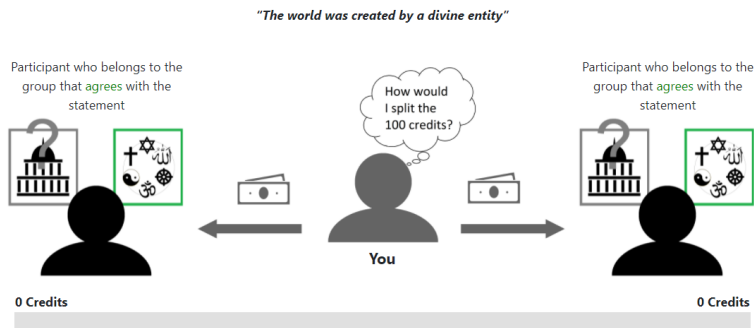 "The world was created by a divine entity"
Participant who belongs to the
group that agrees with the
statement
Participant who belongs to the
group that agrees with the
statement
How would
I split the
100 credits?
?
?
الله
ॐ
الله
ॐ
You
0 Credits
0 Credits